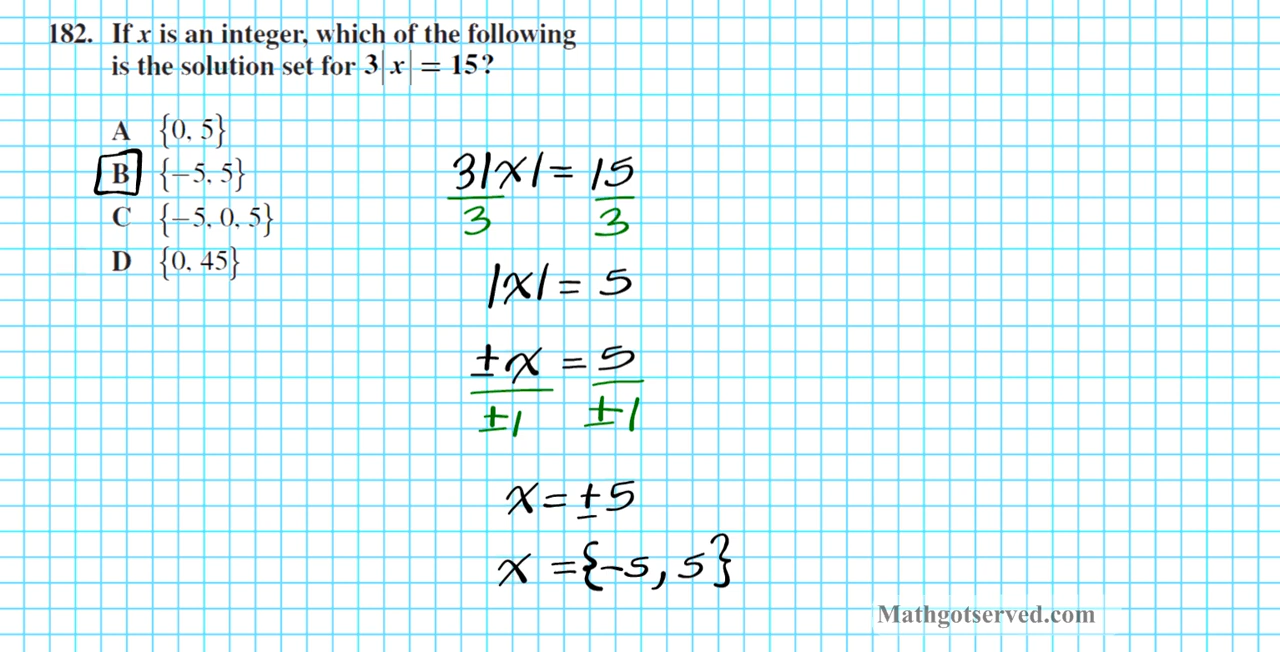 182. If x is an integer, which of the following
is the solution set for 3|x| = 15?
A {0, 5}
B {−5, 5}
C {−5, 0, 5}
D {0, 45}
3|x| = 15
3 3
|x| = 5
±x = 5
±1 ±1
x = ±5
x = {-5, 5}
Mathgotserved.com